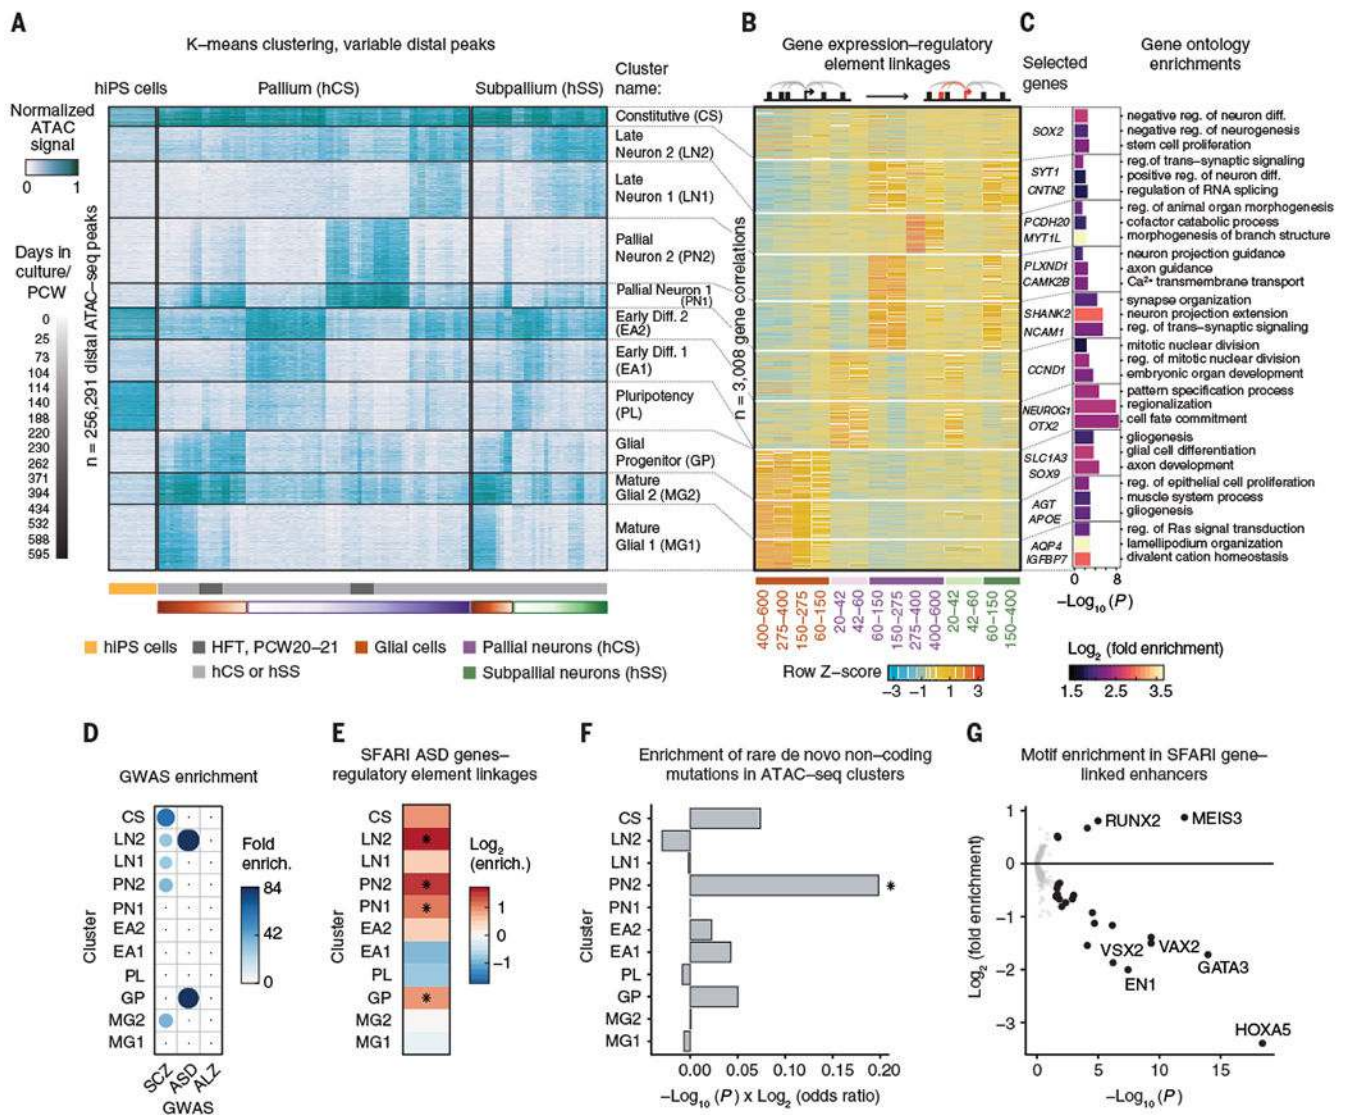 A
K–means clustering, variable distal peaks
hiPS cells
Pallium (hCS)
Subpallium (hSS)
Cluster
name:
Normalized
ATAC
signal
0
1
Days in
culture/
PCW
0
25
73
104
114
140
188
220
230
262
371
394
434
532
588
595
n = 256,291 distal ATAC–seq peaks
Constitutive (CS)
Late
Neuron 2 (LN2)
Late
Neuron 1 (LN1)
Pallial
Neuron 2 (PN2)
Pallial Neuron 1
(PN1)
Early Diff. 2
(EA2)
Early Diff. 1
(EA1)
Pluripotency
(PL)
Glial
Progenitor (GP)
Mature
Glial 2 (MG2)
Mature
Glial 1 (MG1)
hiPS cells
HFT, PCW20–21
hCS or hSS
Glial cells
Pallial neurons (hCS)
Subpallial neurons (hSS)
B
Gene expression–regulatory
element linkages
n = 3,008 gene correlations
400–600
275–400
150–275
60–150
20–42
42–60
60–150
150–275
275–400
400–600
20–42
42–60
60–150
150–400
Row Z–score
−3
−1
1
3
C
Selected
genes
Gene ontology
enrichments
SOX2
SYT1
CNTN2
PCDH20
MYT1L
PLXND1
CAMK2B
SHANK2
NCAM1
CCND1
NEUROG1
OTX2
SLC1A3
SOX9
AGT
APOE
AQP4
IGFBP7
negative reg. of neuron diff.
negative reg. of neurogenesis
stem cell proliferation
reg.of trans–synaptic signaling
positive reg. of neuron diff.
regulation of RNA splicing
reg. of animal organ morphogenesis
cofactor catabolic process
morphogenesis of branch structure
neuron projection guidance
axon guidance
Ca²⁺ transmembrane transport
synapse organization
neuron projection extension
reg. of trans–synaptic signaling
mitotic nuclear division
reg. of mitotic nuclear division
embryonic organ development
pattern specification process
regionalization
cell fate commitment
gliogenesis
glial cell differentiation
axon development
reg. of epithelial cell proliferation
muscle system process
gliogenesis
reg. of Ras signal transduction
lamellipodium organization
divalent cation homeostasis
0
8
−Log₁₀ (P)
Log₂ (fold enrichment)
1.5
2.5
3.5
D
GWAS enrichment
Cluster
CS
LN2
LN1
PN2
PN1
EA2
EA1
PL
GP
MG2
MG1
SCZ
ASD
ALZ
GWAS
Fold
enrich.
84
42
0
E
SFARI ASD genes–
regulatory element linkages
Cluster
CS
LN2
*
LN1
PN2
*
PN1
*
EA2
EA1
PL
GP
*
MG2
MG1
Log₂
(enrich.)
1
0
−1
F
Enrichment of rare de novo non–coding
mutations in ATAC–seq clusters
Cluster
CS
LN2
LN1
PN2
*
PN1
EA2
EA1
PL
GP
MG2
MG1
0.00
0.05
0.10
0.15
0.20
−Log₁₀ (P) x Log₂ (odds ratio)
G
Motif enrichment in SFARI gene–
linked enhancers
Log₂ (fold enrichment)
1
0
−1
−2
−3
RUNX2
MEIS3
VSX2
VAX2
GATA3
EN1
HOXA5
0
5
10
15
−Log₁₀ (P)